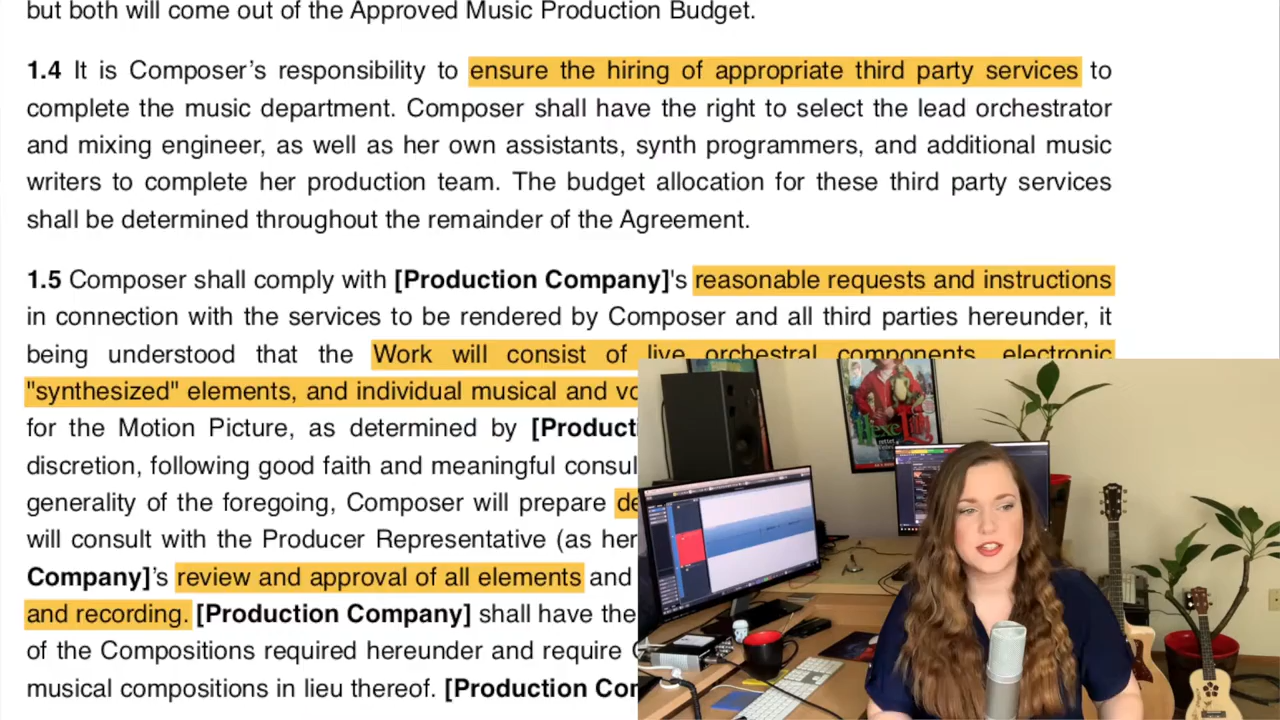 but both will come out of the Approved Music Production Budget.
1.4 It is Composer's responsibility to ensure the hiring of appropriate third party services to
complete the music department. Composer shall have the right to select the lead orchestrator
and mixing engineer, as well as her own assistants, synth programmers, and additional music
writers to complete her production team. The budget allocation for these third party services
shall be determined throughout the remainder of the Agreement.
1.5 Composer shall comply with [Production Company]'s reasonable requests and instructions
in connection with the services to be rendered by Composer and all third parties hereunder, it
being understood that the Work will consist of live orchestral components, electronic
"synthesized" elements, and individual musical and vo
for the Motion Picture, as determined by [Product
discretion, following good faith and meaningful consul
generality of the foregoing, Composer will prepare de
will consult with the Producer Representative (as her
Company]'s review and approval of all elements and
and recording. [Production Company] shall have the
of the Compositions required hereunder and require
musical compositions in lieu thereof. [Production Cor
Hexe
Lilli